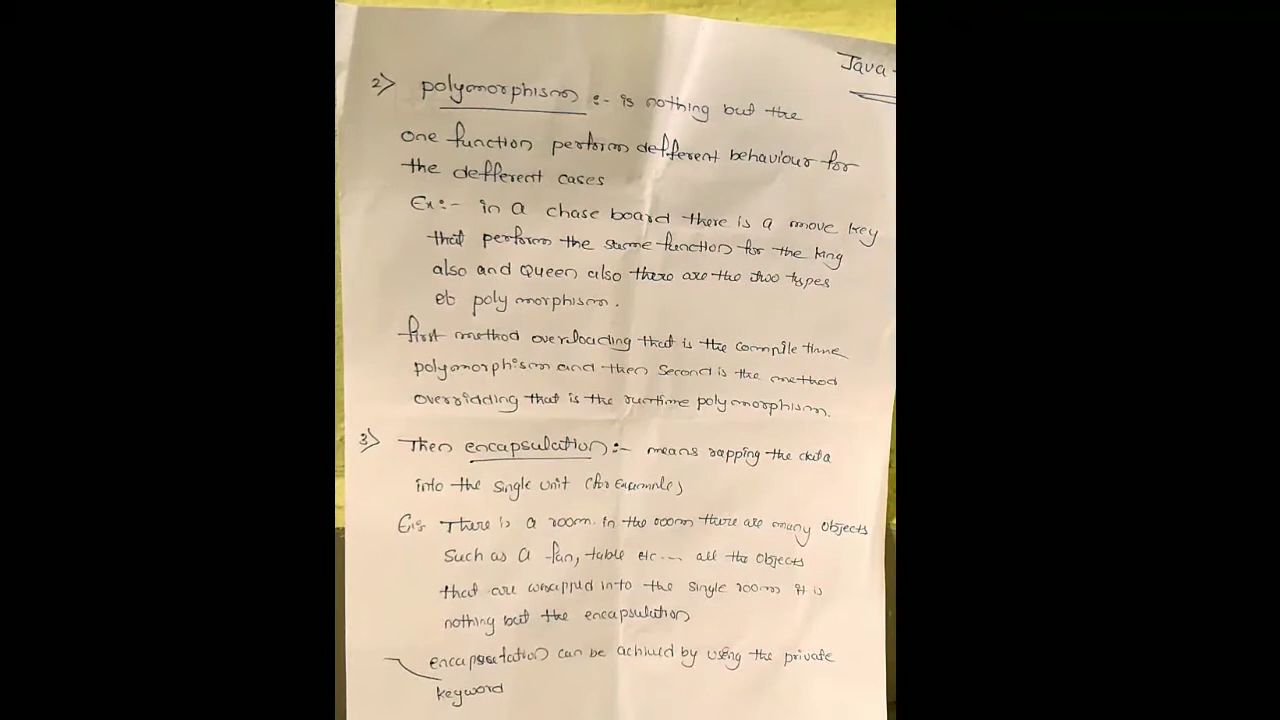 Java -
2> polymorphism :- is nothing but the
one function perform defferent behaviour for
the defferent cases
Ex:- in a chase board there is a move key
that perform the same function for the king
also and Queen also there are the two types
of poly morphism.
first method overloading that is the compile time
polymorphism and then second is the method
overridding that is the runtime polymorphism.
3> Then encapsulation :- means rapping the data
into the single unit (for example)
Ex: There is a room. in the room there are many objects
Such as a fan, table etc... all the objects
that are wrapped into the single room it is
nothing but the encapsulation
encapsulation can be achived by using the private
keyword